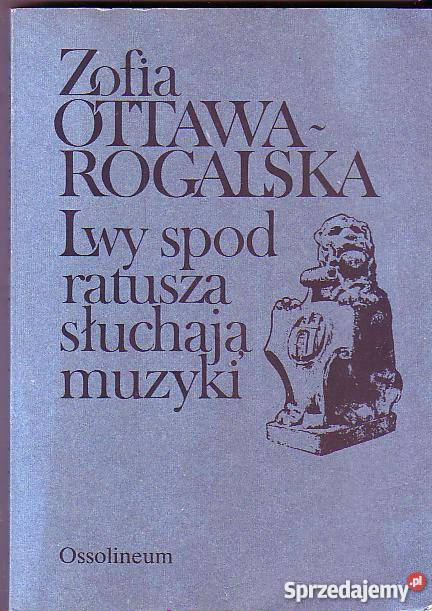 Zofia
OTTAWA-
ROGALSKA
Lwy spod
ratusza
słuchają
muzyki
Ossolineum
Sprzedajemy.pl